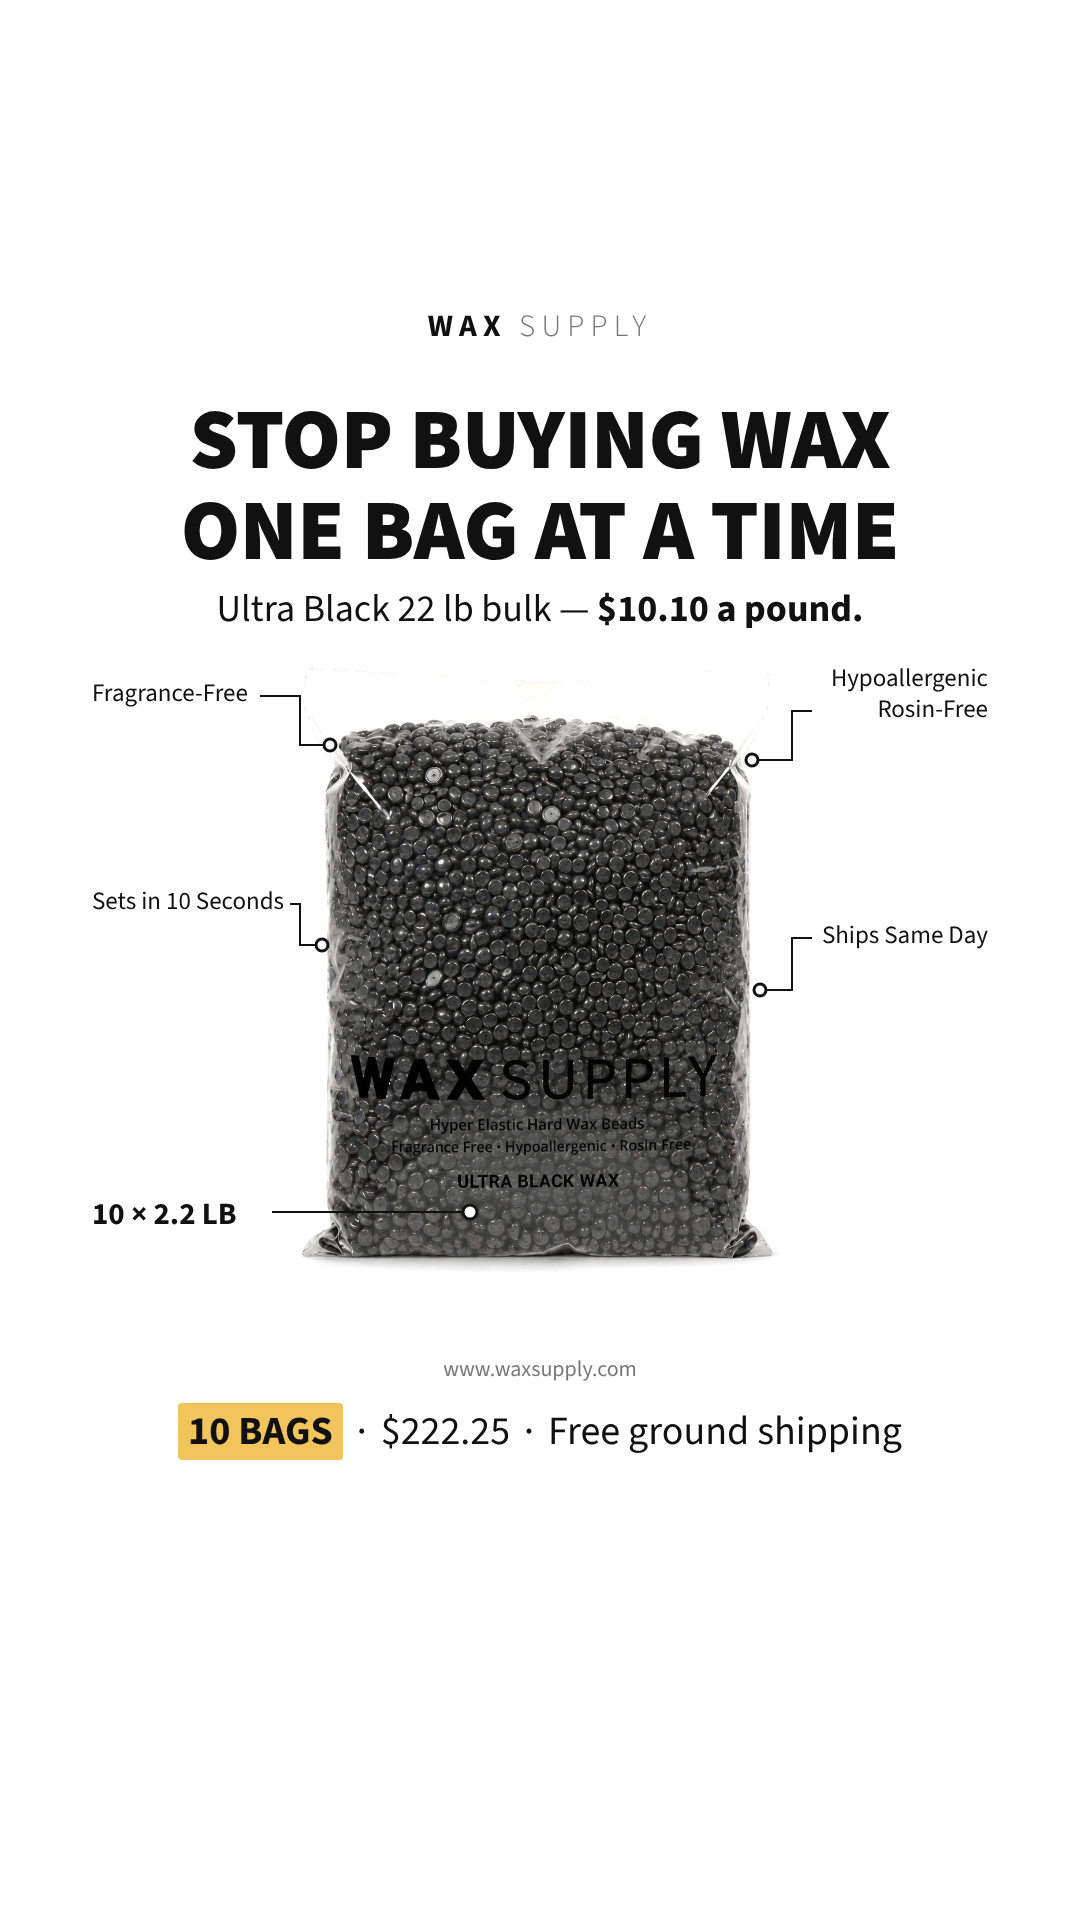 WAX SUPPLY
STOP BUYING WAX
ONE BAG AT A TIME
Ultra Black 22 lb bulk — $10.10 a pound.
Fragrance-Free
Hypoallergenic
Rosin-Free
Sets in 10 Seconds
Ships Same Day
WAX SUPPLY
Hyper Elastic Hard Wax Beads
Fragrance Free · Hypoallergenic · Rosin Free
ULTRA BLACK WAX
10 × 2.2 LB
www.waxsupply.com
10 BAGS · $222.25 · Free ground shipping